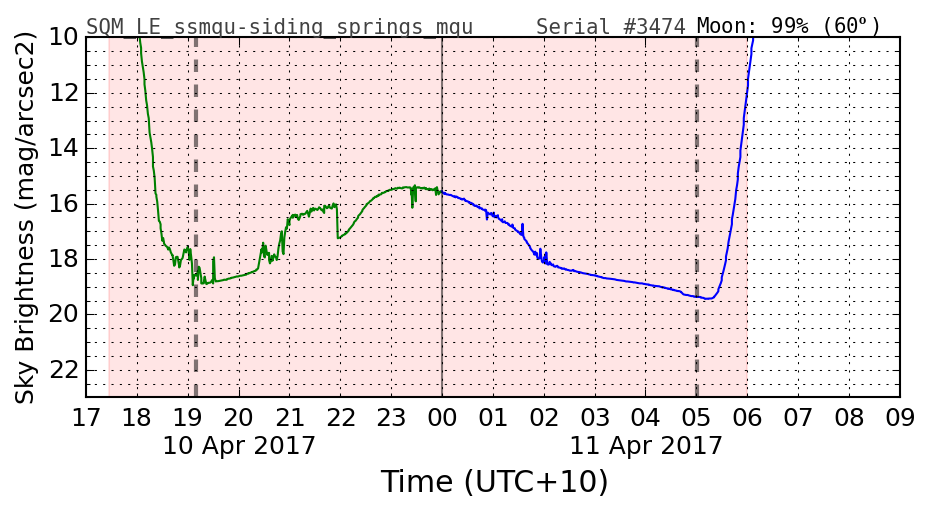 SQM_LE_ssmqu-siding_springs_mqu Serial #3474 Moon: 99% (60°)
Sky Brightness (mag/arcsec2)
10
12
14
16
18
20
22
17 18 19 20 21 22 23 00 01 02 03 04 05 06 07 08 09
10 Apr 2017 11 Apr 2017
Time (UTC+10)